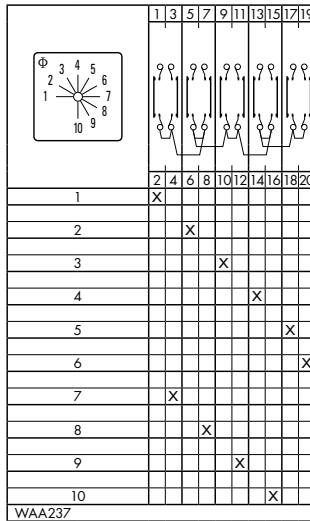 1 3 5 7 9 11 13 15 17 19
Φ
1 2 3 4 5 6 7 8 9 10
2 4 6 8 10 12 14 16 18 20
1 X
2 X
3 X
4 X
5 X
6 X
7 X
8 X
9 X
10 X
WAA237